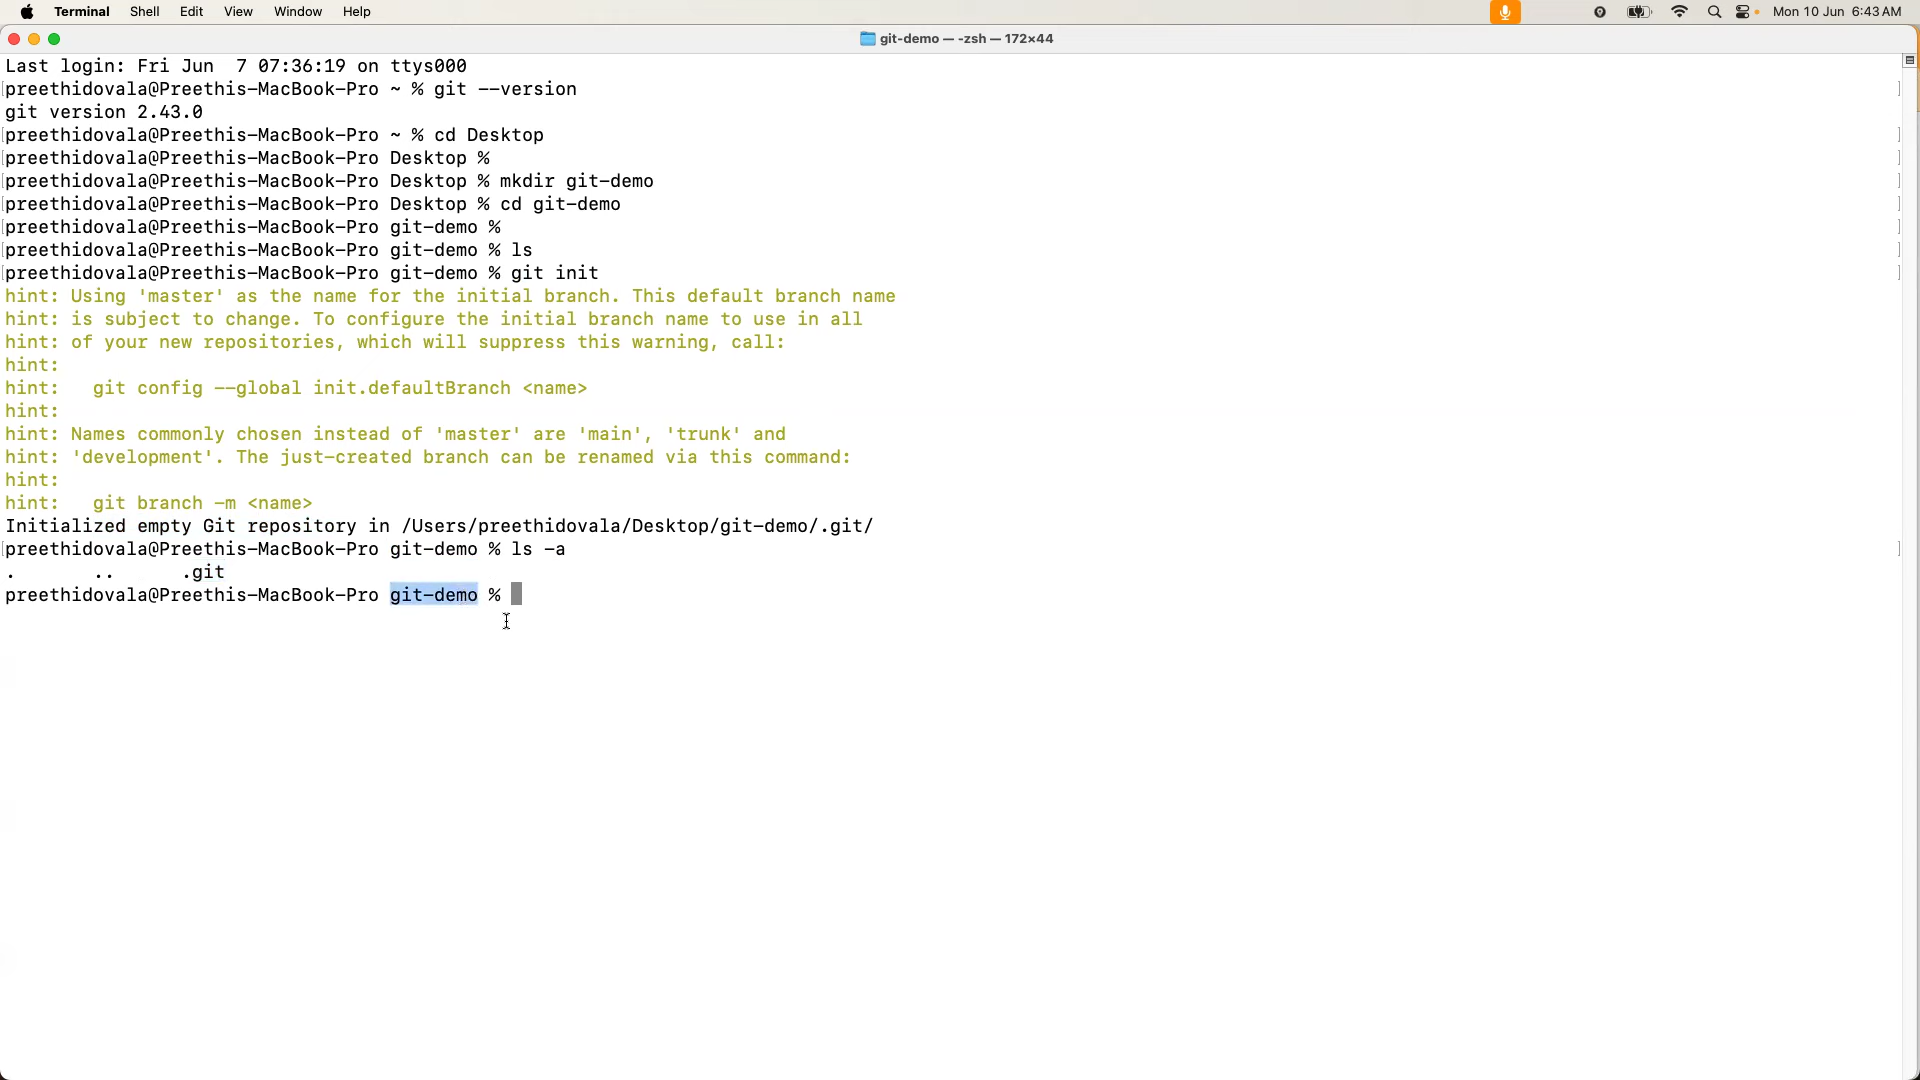 Terminal Shell Edit View Window Help Mon 10 Jun 6:43 AM
git-demo — -zsh — 172×44
Last login: Fri Jun  7 07:36:19 on ttys000
[preethidovala@Preethis-MacBook-Pro ~ % git --version ]
git version 2.43.0
[preethidovala@Preethis-MacBook-Pro ~ % cd Desktop ]
[preethidovala@Preethis-MacBook-Pro Desktop % ]
[preethidovala@Preethis-MacBook-Pro Desktop % mkdir git-demo ]
[preethidovala@Preethis-MacBook-Pro Desktop % cd git-demo ]
[preethidovala@Preethis-MacBook-Pro git-demo % ]
[preethidovala@Preethis-MacBook-Pro git-demo % ls ]
[preethidovala@Preethis-MacBook-Pro git-demo % git init ]
hint: Using 'master' as the name for the initial branch. This default branch name
hint: is subject to change. To configure the initial branch name to use in all
hint: of your new repositories, which will suppress this warning, call:
hint:
hint:   git config --global init.defaultBranch <name>
hint:
hint: Names commonly chosen instead of 'master' are 'main', 'trunk' and
hint: 'development'. The just-created branch can be renamed via this command:
hint:
hint:   git branch -m <name>
Initialized empty Git repository in /Users/preethidovala/Desktop/git-demo/.git/
[preethidovala@Preethis-MacBook-Pro git-demo % ls -a ]
.       ..      .git
preethidovala@Preethis-MacBook-Pro git-demo %